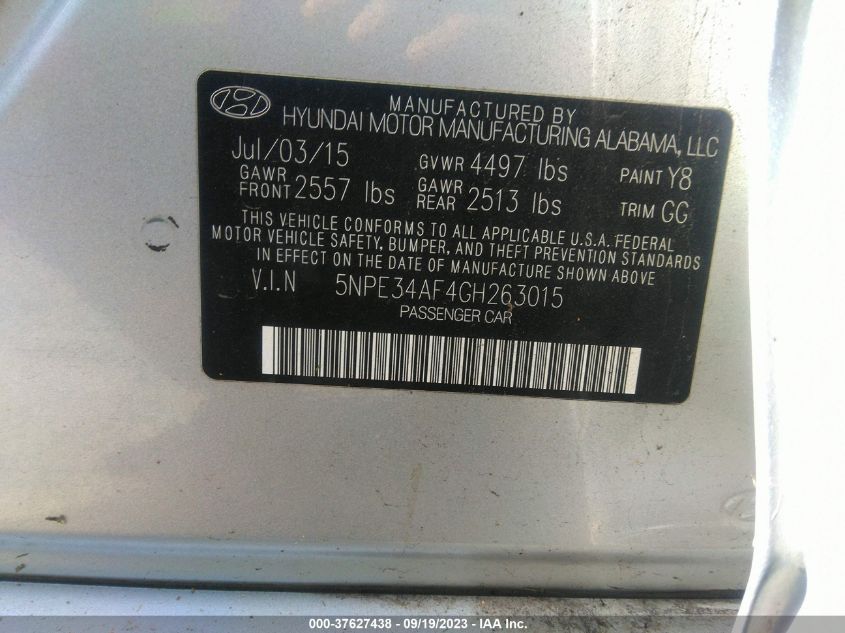 MANUFACTURED BY
HYUNDAI MOTOR MANUFACTURING ALABAMA, LLC
Jul/03/15 GVWR 4497 lbs PAINT Y8
GAWR FRONT 2557 lbs GAWR REAR 2513 lbs TRIM GG
THIS VEHICLE CONFORMS TO ALL APPLICABLE U.S.A. FEDERAL
MOTOR VEHICLE SAFETY, BUMPER, AND THEFT PREVENTION STANDARDS
IN EFFECT ON THE DATE OF MANUFACTURE SHOWN ABOVE
V.I.N 5NPE34AF4GH263015
PASSENGER CAR
000-37627438 - 09/19/2023 - IAA Inc.